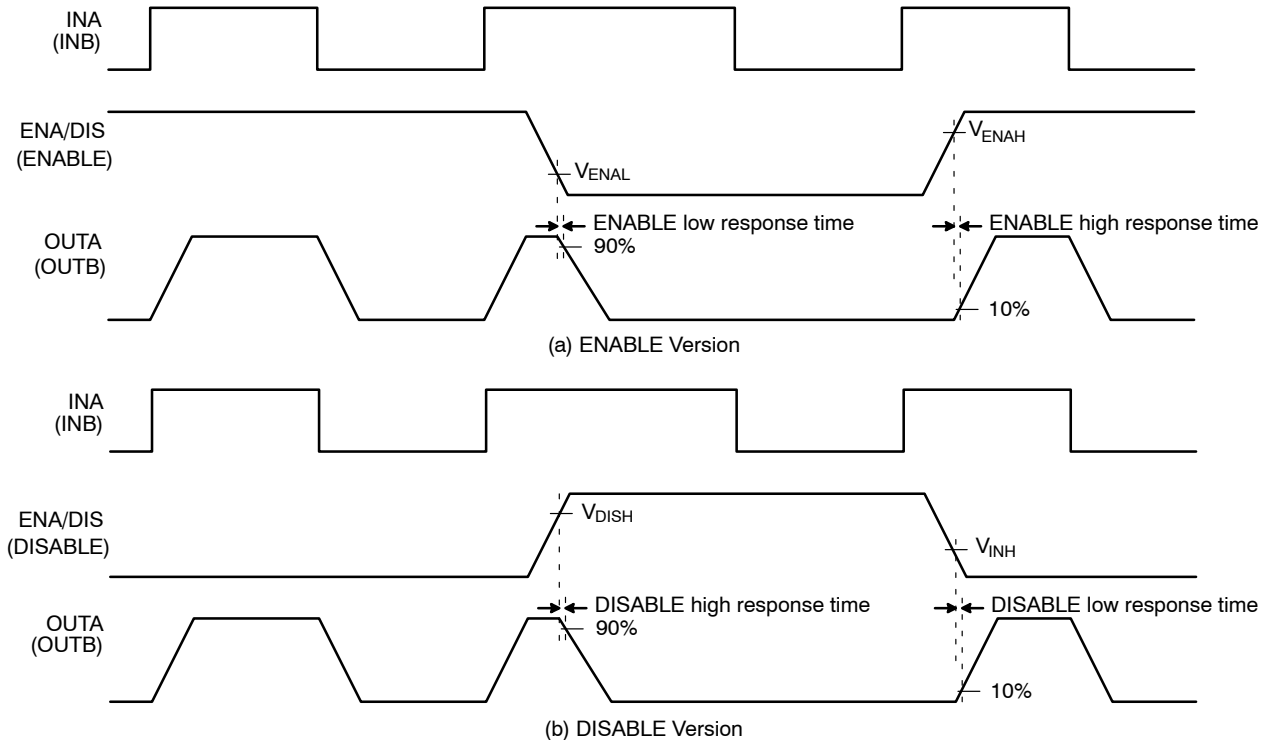 INA
(INB)
ENA/DIS
(ENABLE)
VENAL
VENAH
ENABLE low response time
90%
ENABLE high response time
OUTA
(OUTB)
10%
(a) ENABLE Version
INA
(INB)
ENA/DIS
(DISABLE)
VDISH
VINH
DISABLE high response time
90%
DISABLE low response time
OUTA
(OUTB)
10%
(b) DISABLE Version